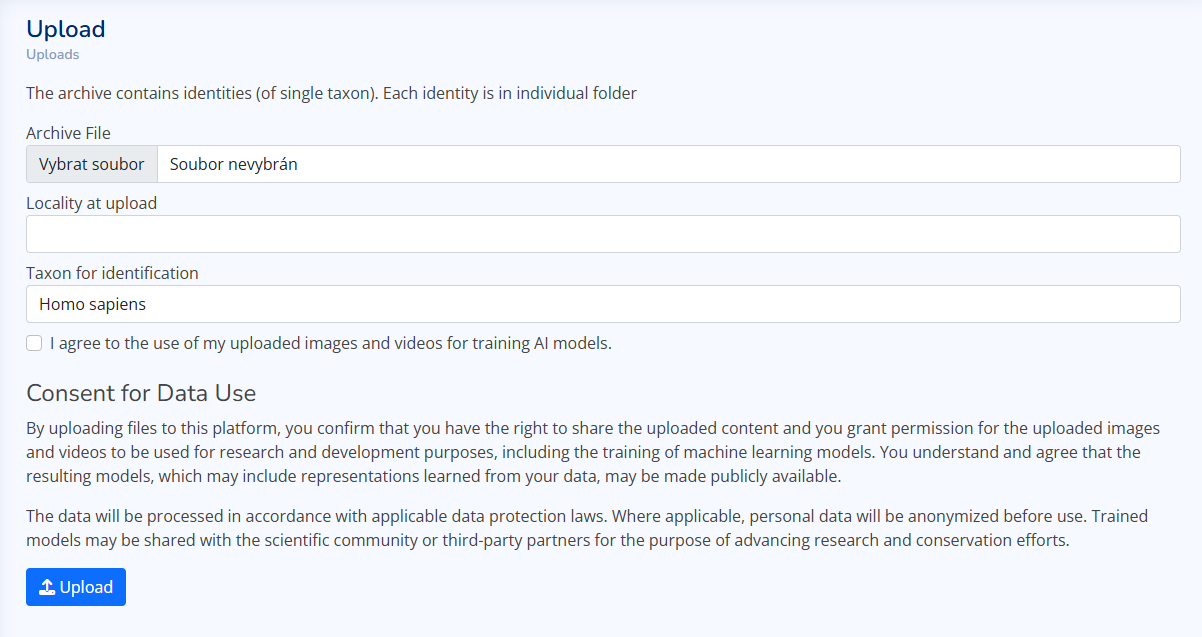 Upload
Uploads
The archive contains identities (of single taxon). Each identity is in individual folder
Archive File
Vybrat soubor Soubor nevybrán
Locality at upload
Taxon for identification
Homo sapiens
I agree to the use of my uploaded images and videos for training AI models.
Consent for Data Use
By uploading files to this platform, you confirm that you have the right to share the uploaded content and you grant permission for the uploaded images
and videos to be used for research and development purposes, including the training of machine learning models. You understand and agree that the
resulting models, which may include representations learned from your data, may be made publicly available.
The data will be processed in accordance with applicable data protection laws. Where applicable, personal data will be anonymized before use. Trained
models may be shared with the scientific community or third-party partners for the purpose of advancing research and conservation efforts.
Upload